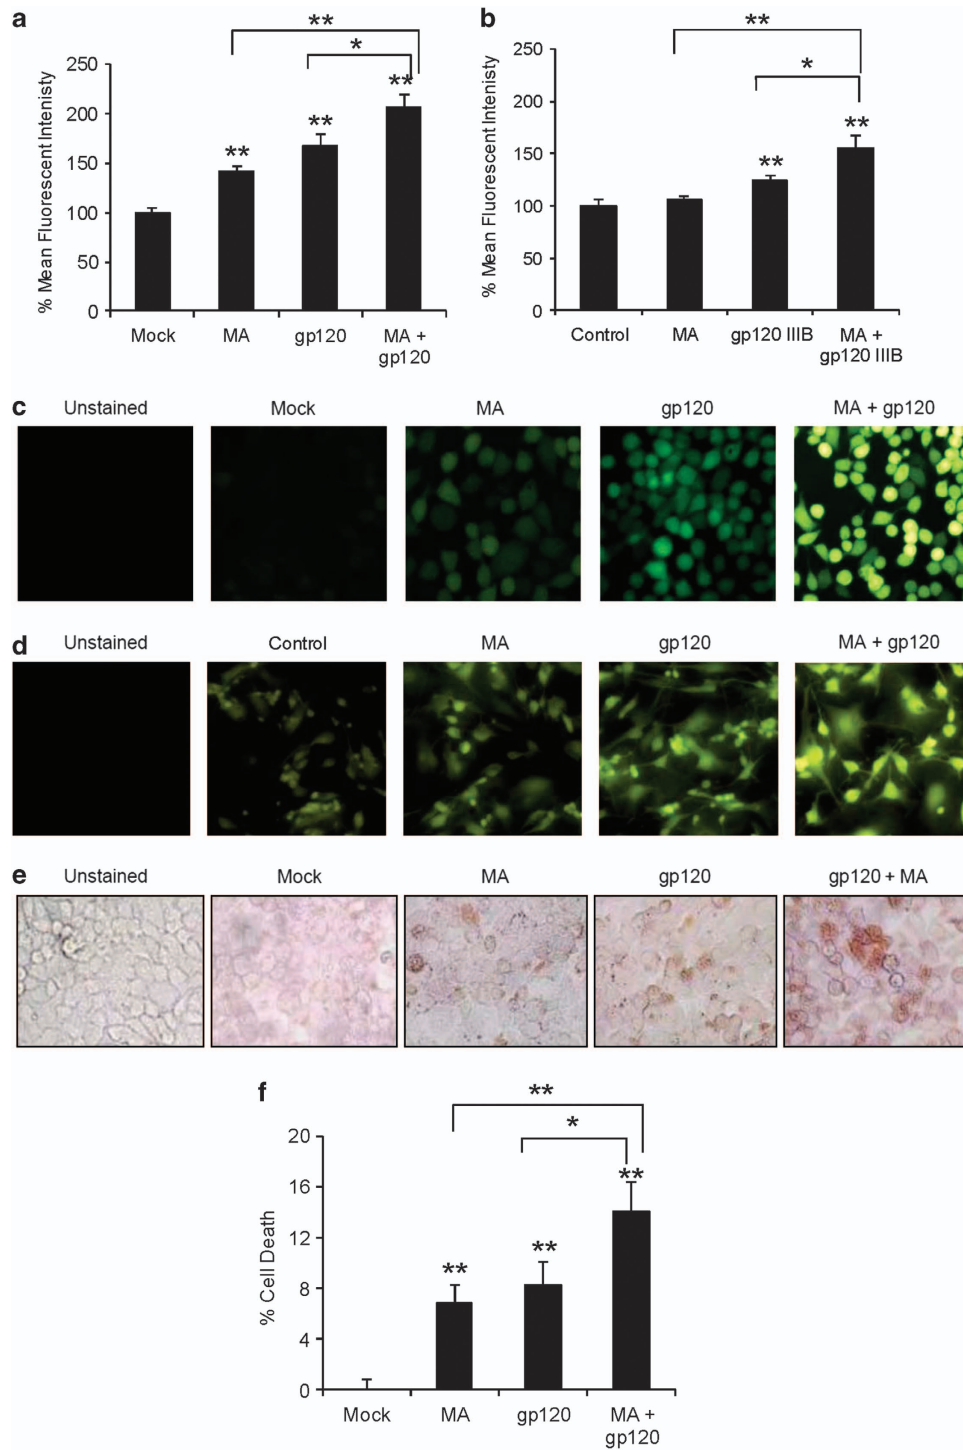 a
**
*
250
200
150
100
50
0
% Mean Fluorescent Intenisty
**
**
**
Mock
MA
gp120
MA +
gp120
b
**
*
250
200
150
100
50
0
% Mean Fluorescent Intenisty
**
**
Control
MA
gp120 IIIB
MA +
gp120 IIIB
c
Unstained
Mock
MA
gp120
MA + gp120
d
Unstained
Control
MA
gp120
MA + gp120
e
Unstained
Mock
MA
gp120
gp120 + MA
f
**
*
20
16
12
8
4
0
% Cell Death
**
**
**
Mock
MA
gp120
MA +
gp120